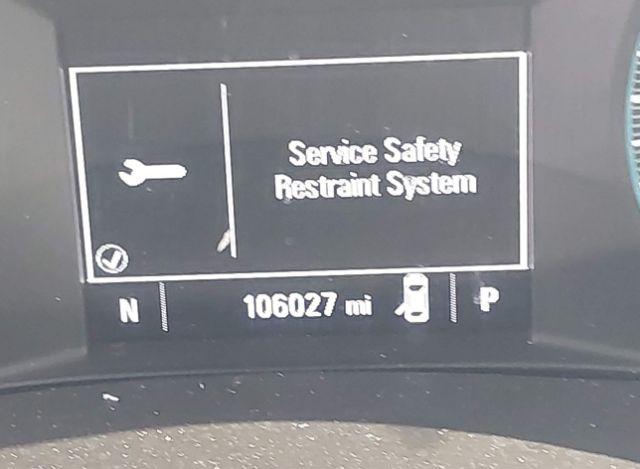 Service Safety
Restraint System
N 106027 mi P